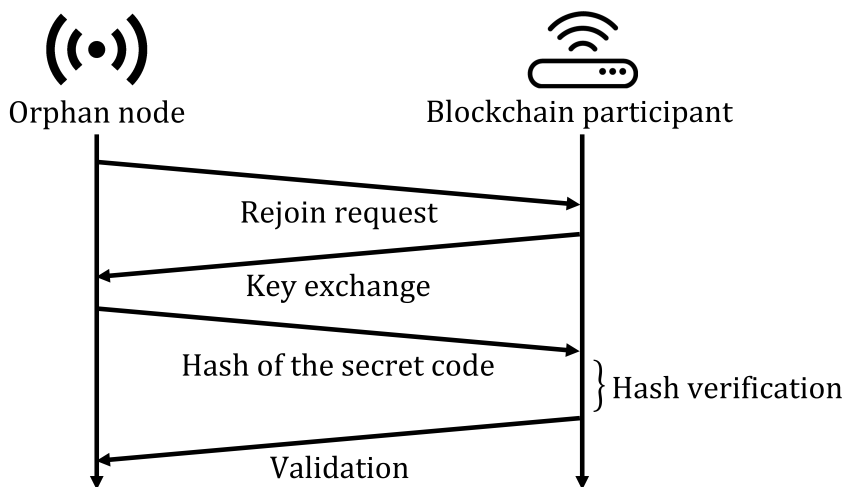 Orphan node
Blockchain participant
Rejoin request
Key exchange
Hash of the secret code
Hash verification
Validation